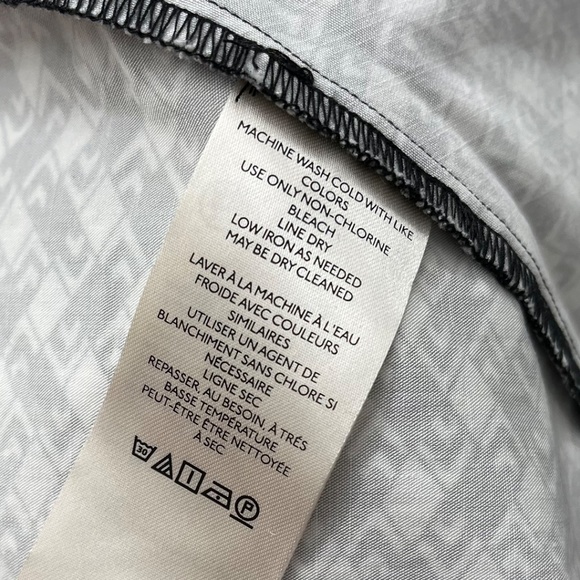 MACHINE WASH COLD WITH LIKE
COLORS
USE ONLY NON-CHLORINE
BLEACH
LINE DRY
LOW IRON AS NEEDED
MAY BE DRY CLEANED
LAVER À LA MACHINE À L'EAU
FROIDE AVEC COULEURS
SIMILAIRES
UTILISER UN AGENT DE
BLANCHIMENT SANS CHLORE SI
NÉCESSAIRE
LIGNE SEC
REPASSER, AU BESOIN, À TRÉS
BASSE TEMPÉRATURE
PEUT-ÊTRE ÊTRE NETTOYÉE
À SEC
30 P